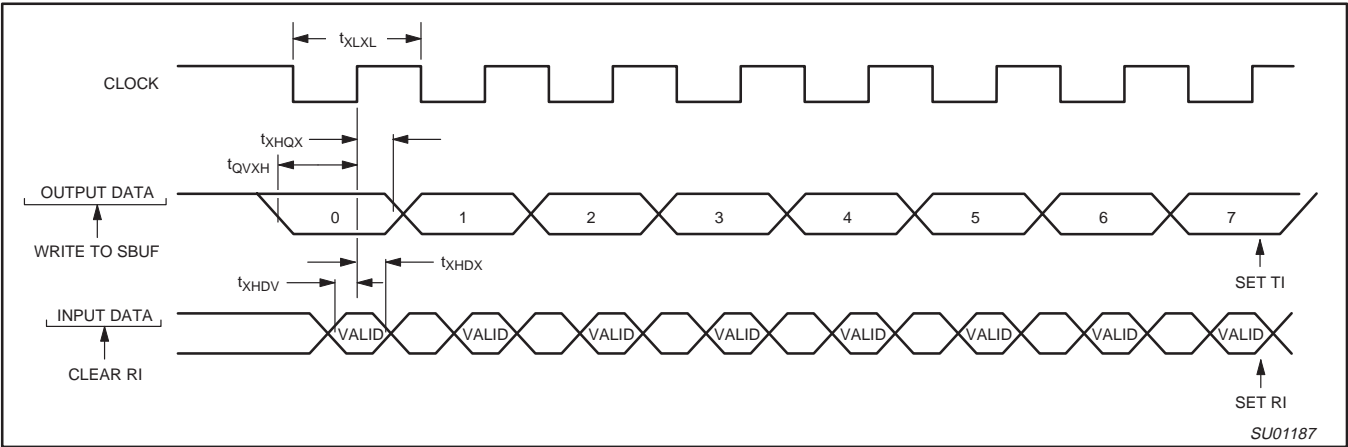 tXLXL
CLOCK
tXHQX
tQVXH
OUTPUT DATA
0 1 2 3 4 5 6 7
WRITE TO SBUF
tXHDX
tXHDV
SET TI
INPUT DATA
VALID VALID VALID VALID VALID VALID VALID VALID
CLEAR RI
SET RI
SU01187